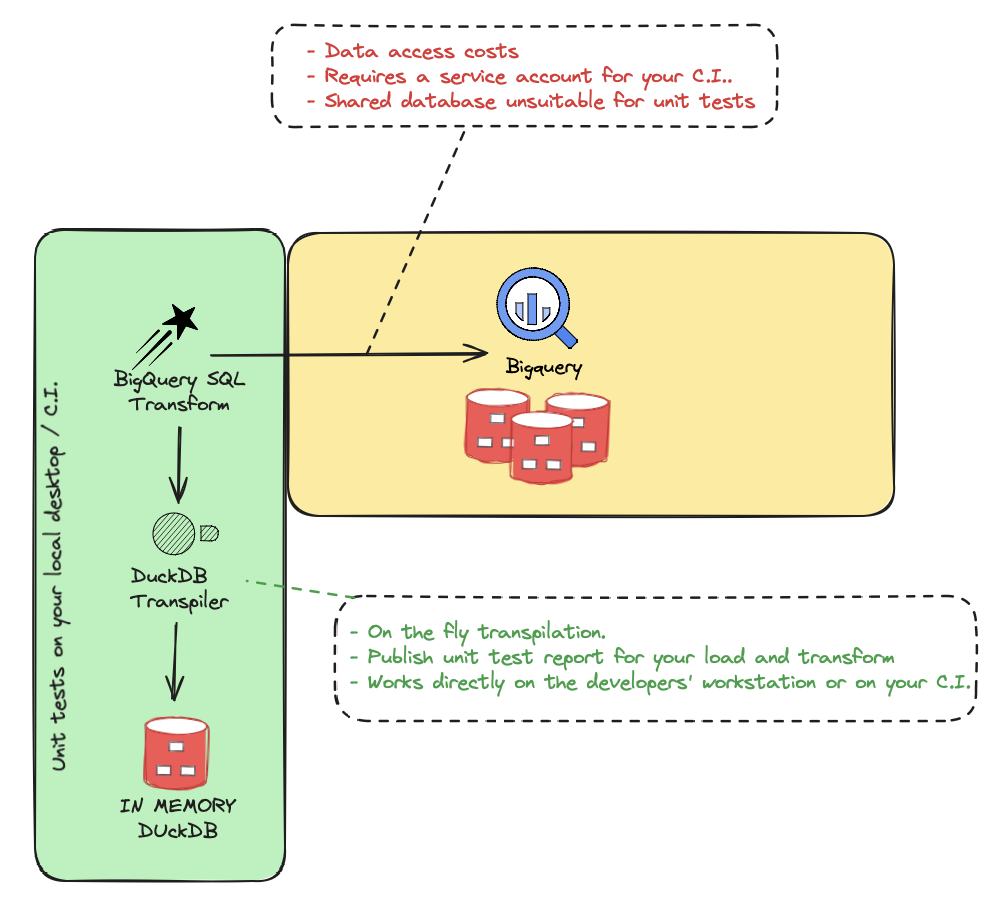 - Data access costs
- Requires a service account for your C.I..
- Shared database unsuitable for unit tests
Bigquery
BigQuery SQL
Transform
Unit tests on your local desktop / C.I.
DuckDB
Transpiler
- On the fly transpilation.
- Publish unit test report for your load and transform
- Works directly on the developers' workstation or on your C.I.
IN MEMORY
DUckDB